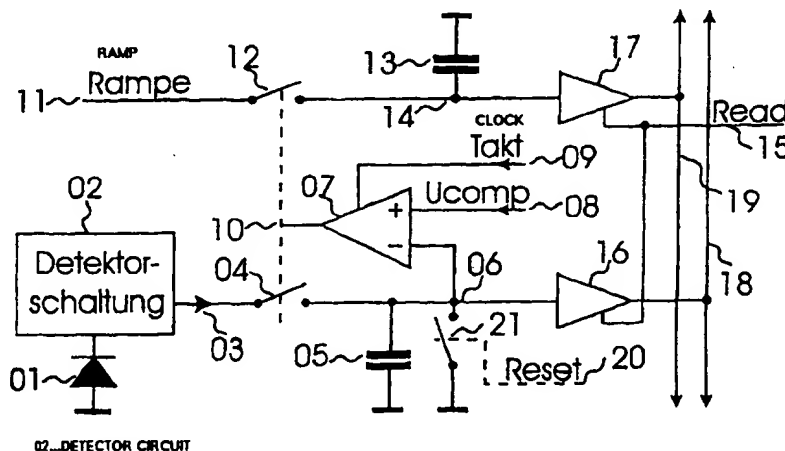 RAMP
Rampe
11
12
13
14
17
Read
15
CLOCK
Takt
09
07
Ucomp
08
10
19
02
Detektor-
schaltung
04
03
06
16
18
01
05
21
Reset
20
02...DETECTOR CIRCUIT